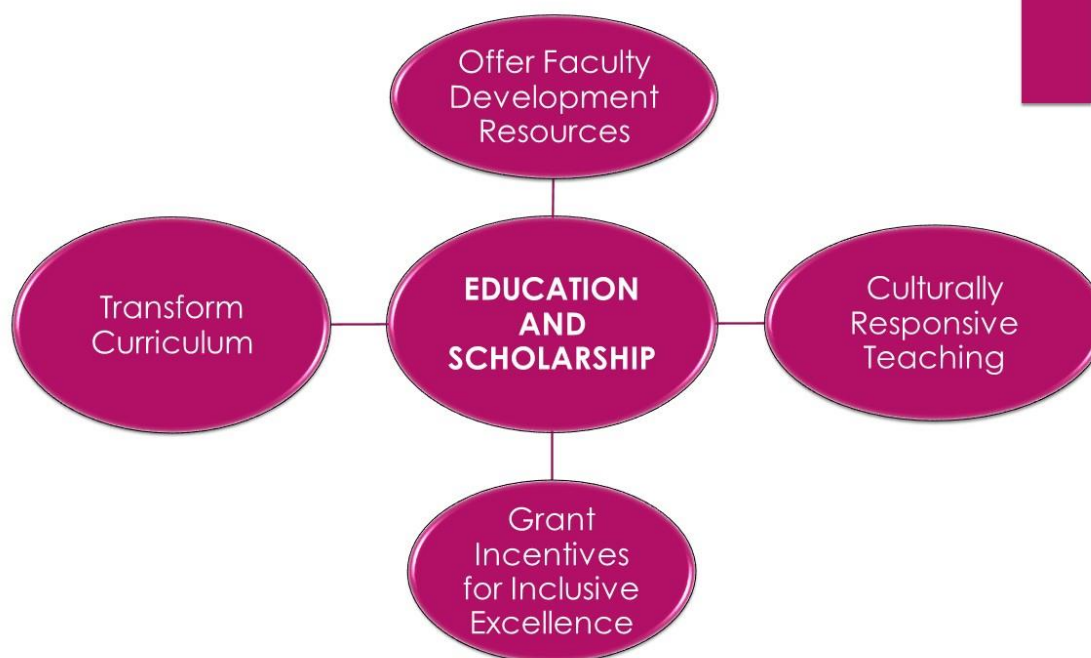 Offer Faculty
Development
Resources
Transform
Curriculum
EDUCATION
AND
SCHOLARSHIP
Culturally
Responsive
Teaching
Grant
Incentives
for Inclusive
Excellence